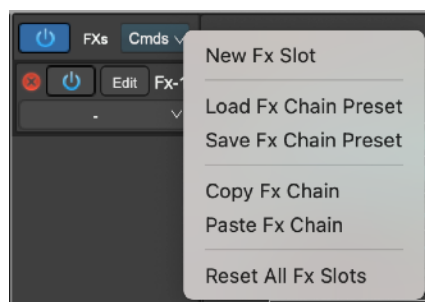 FXs Cmds
New Fx Slot
Edit Fx-1
Load Fx Chain Preset
-
Save Fx Chain Preset
Copy Fx Chain
Paste Fx Chain
Reset All Fx Slots